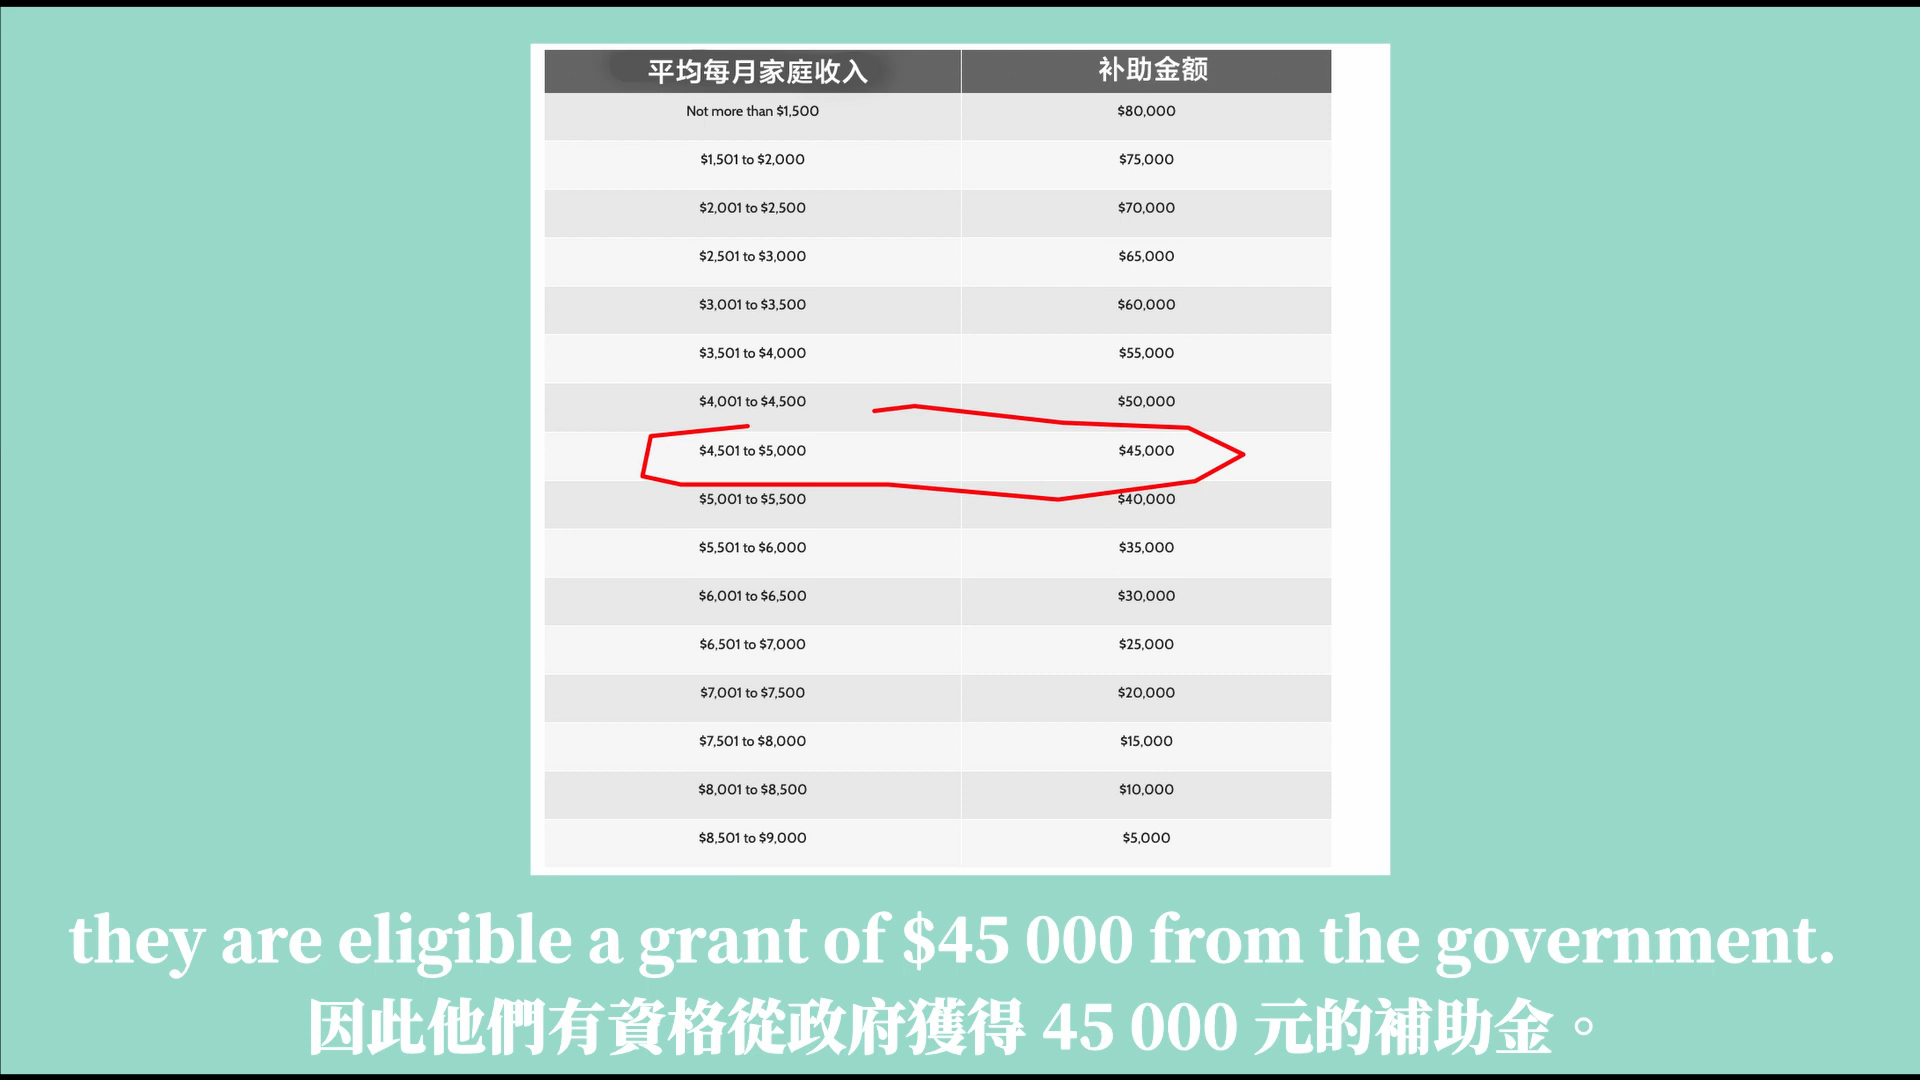 平均每月家庭收入 补助金额
Not more than $1,500 $80,000
$1,501 to $2,000 $75,000
$2,001 to $2,500 $70,000
$2,501 to $3,000 $65,000
$3,001 to $3,500 $60,000
$3,501 to $4,000 $55,000
$4,001 to $4,500 $50,000
$4,501 to $5,000 $45,000
$5,001 to $5,500 $40,000
$5,501 to $6,000 $35,000
$6,001 to $6,500 $30,000
$6,501 to $7,000 $25,000
$7,001 to $7,500 $20,000
$7,501 to $8,000 $15,000
$8,001 to $8,500 $10,000
$8,501 to $9,000 $5,000
they are eligible a grant of $45 000 from the government.
因此他們有資格從政府獲得 45 000 元的補助金。